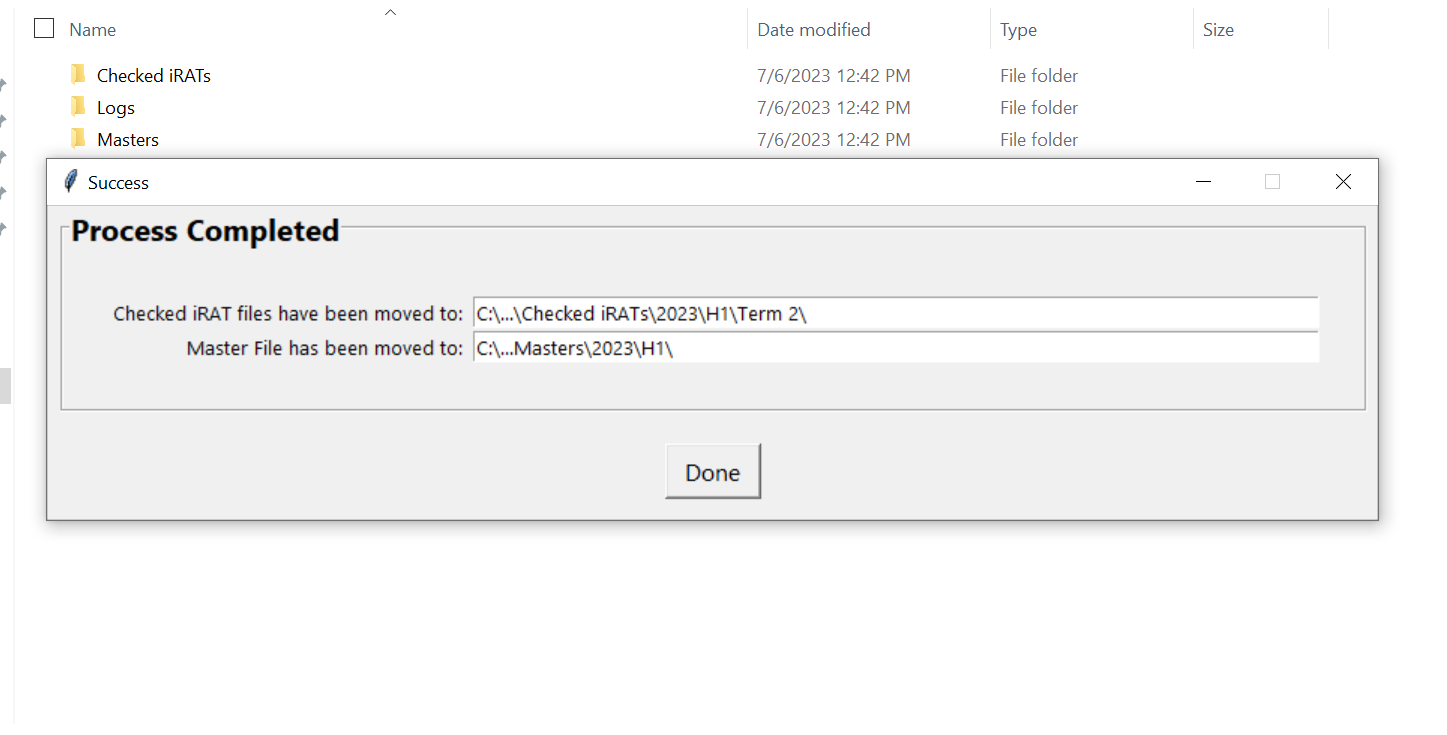 Name Date modified Type Size
Checked iRATs 7/6/2023 12:42 PM File folder
Logs 7/6/2023 12:42 PM File folder
Masters 7/6/2023 12:42 PM File folder
Success
Process Completed
Checked iRAT files have been moved to: C:\...\Checked iRATs\2023\H1\Term 2\
Master File has been moved to: C:\...Masters\2023\H1\
Done